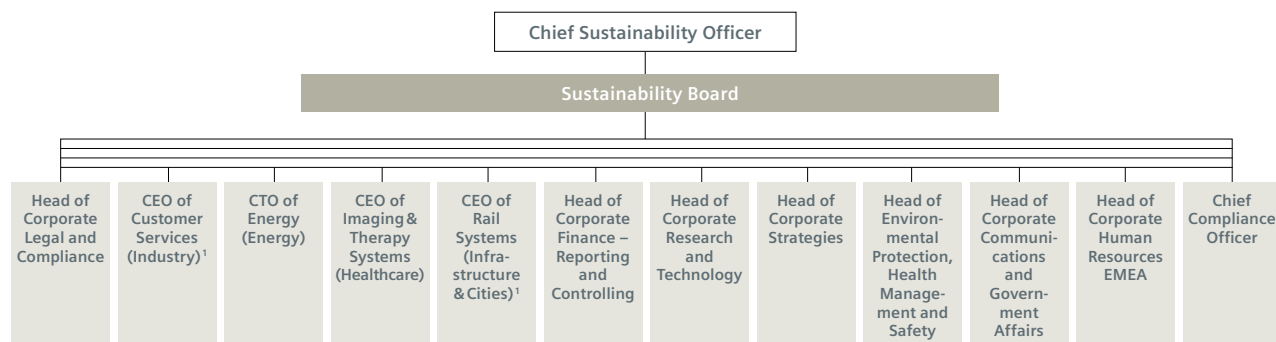 Chief Sustainability Officer
Sustainability Board
Head of
Corporate
Legal and
Compliance
CEO of
Customer
Services
(Industry)¹
CTO of
Energy
(Energy)
CEO of
Imaging &
Therapy
Systems
(Healthcare)
CEO of
Rail
Systems
(Infra-
structure
& Cities)¹
Head of
Corporate
Finance –
Reporting
and
Controlling
Head of
Corporate
Research
and
Technology
Head of
Corporate
Strategies
Head of
Environ-
mental
Protection,
Health
Manage-
ment and
Safety
Head of
Corporate
Communi-
cations
and
Govern-
ment
Affairs
Head of
Corporate
Human
Resources
EMEA
Chief
Compliance
Officer